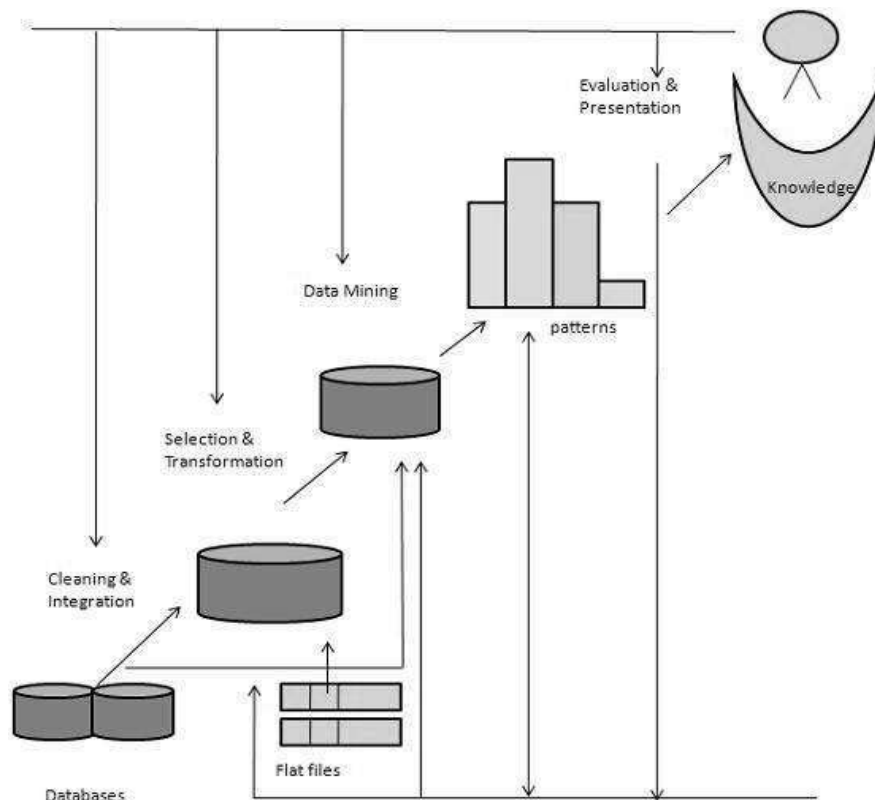 Evaluation &
Presentation
Knowledge
Data Mining
patterns
Selection &
Transformation
Cleaning &
Integration
Flat files
Databases